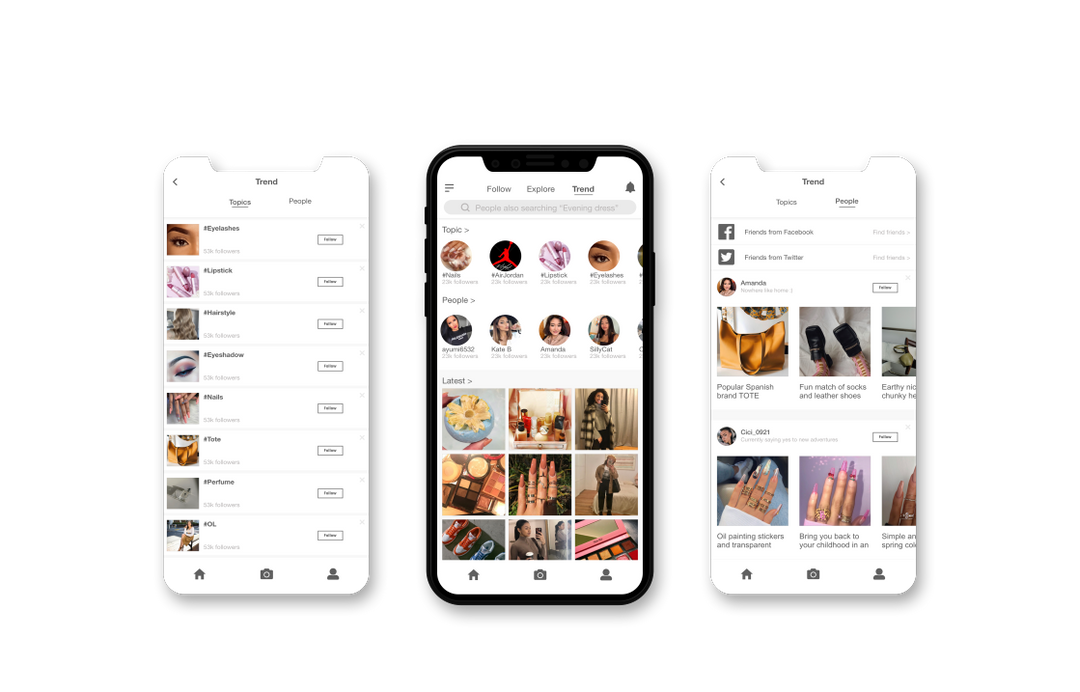 Trend
Topics People
#Eyelashes
53k followers
Follow
#Lipstick
53k followers
Follow
#Hairstyle
53k followers
Follow
#Eyeshadow
53k followers
Follow
#Nails
53k followers
Follow
#Tote
53k followers
Follow
#Perfume
53k followers
Follow
#OL
53k followers
Follow
Follow Explore Trend
People also searching "Evening dress"
Topic >
#Nails #AirJordan #Lipstick #Eyelashes #
23k followers 23k followers 23k followers 23k followers
People >
ayumi8532 Kate B Amanda SillyCat C
23k followers 23k followers 23k followers 23k followers
Latest >
Trend
Topics People
Friends from Facebook Find friends >
Friends from Twitter Find friends >
Amanda
Nowhere like home :)
Follow
Popular Spanish
brand TOTE
Fun match of socks
and leather shoes
Earthy nic
chunky he
Cici_0921
Currently saying yes to new adventures
Follow
Oil painting stickers
and transparent
Bring you back to
your childhood in an
Simple an
spring colo